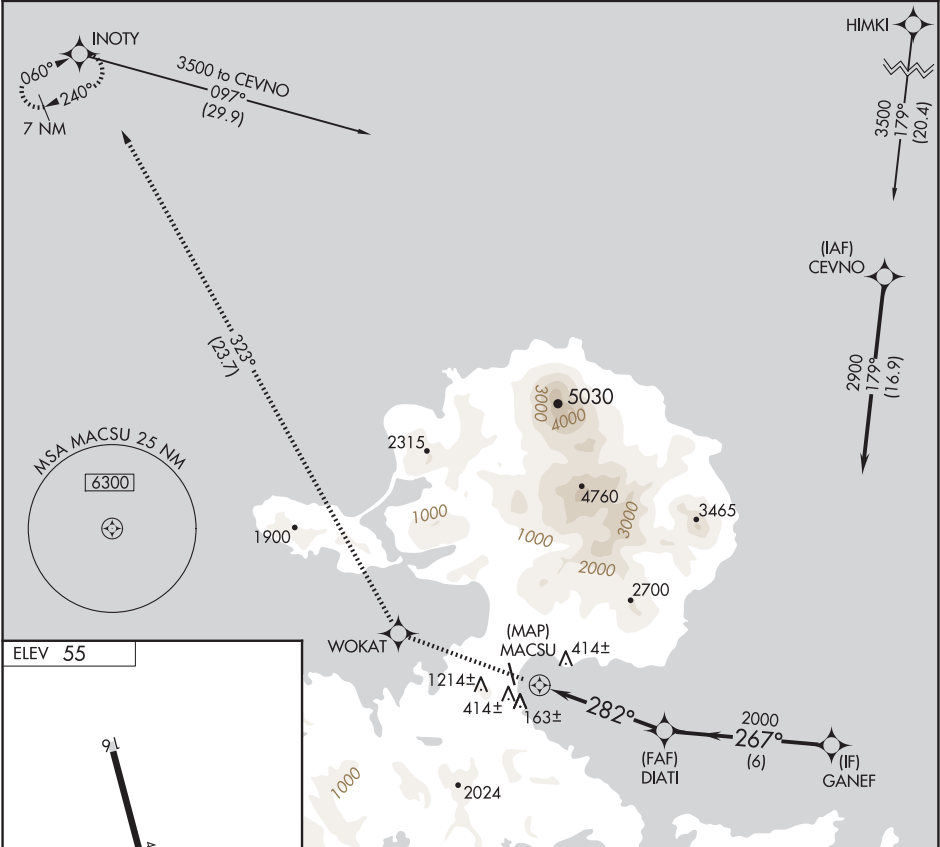 INOTY
060°
240°
7 NM
3500 to CEVNO
097°
(29.9)
HIMKI
3500
179°
(20.4)
(IAF)
CEVNO
2900
179°
(16.9)
323°
(23.7)
MSA MACSU 25 NM
6300
3000
5030
4000
2315
4760
3465
1000
3000
1000
1900
2000
2700
WOKAT
(MAP)
MACSU
414±
1214±
414±
163±
282°
2000
267°
(6)
(FAF)
DIATI
(IF)
GANEF
ELEV 55
16
4
1000
2024